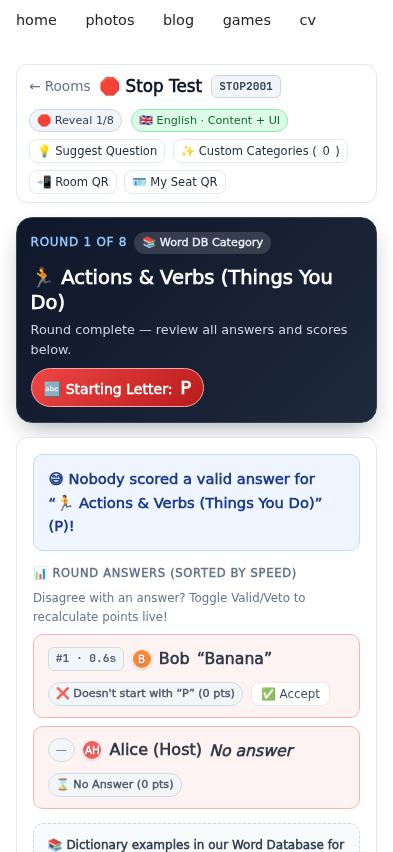 home photos blog games cv
← Rooms 🛑 Stop Test STOP2001
🛑 Reveal 1/8 🇬🇧 English · Content + UI
💡 Suggest Question ✨ Custom Categories ( 0 )
📲 Room QR 🪪 My Seat QR
ROUND 1 OF 8 📚 Word DB Category
🏃 Actions & Verbs (Things You
Do)
Round complete — review all answers and scores
below.
🔤 Starting Letter: P
😅 Nobody scored a valid answer for
“🏃 Actions & Verbs (Things You Do)”
(P)!
📊 ROUND ANSWERS (SORTED BY SPEED)
Disagree with an answer? Toggle Valid/Veto to
recalculate points live!
#1 · 0.6s B Bob “Banana”
❌ Doesn't start with “P” (0 pts) ✅ Accept
— AH Alice (Host) No answer
⌛ No Answer (0 pts)
📚 Dictionary examples in our Word Database for